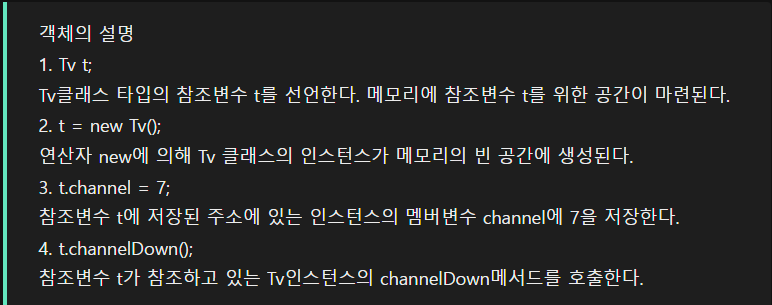 객체의 설명
1. Tv t;
Tv클래스 타입의 참조변수 t를 선언한다. 메모리에 참조변수 t를 위한 공간이 마련된다.
2. t = new Tv();
연산자 new에 의해 Tv 클래스의 인스턴스가 메모리의 빈 공간에 생성된다.
3. t.channel = 7;
참조변수 t에 저장된 주소에 있는 인스턴스의 멤버변수 channel에 7을 저장한다.
4. t.channelDown();
참조변수 t가 참조하고 있는 Tv인스턴스의 channelDown메서드를 호출한다.